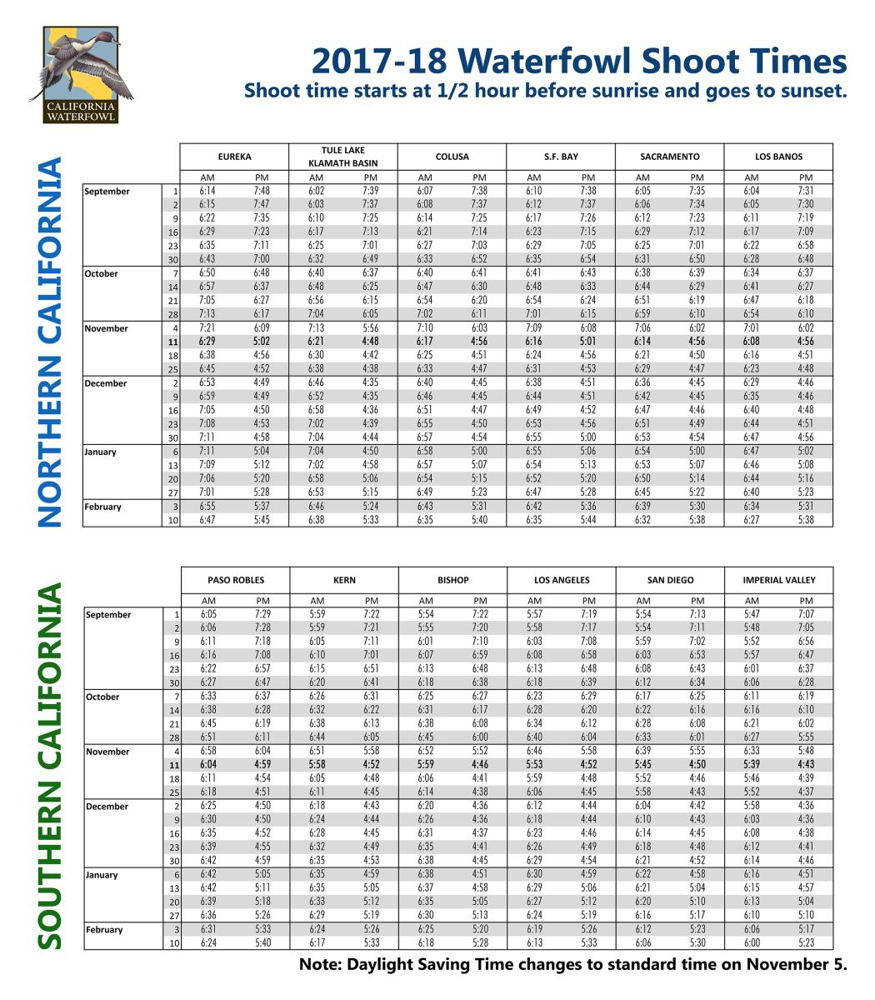 CALIFORNIA
WATERFOWL
2017-18 Waterfowl Shoot Times
Shoot time starts at 1/2 hour before sunrise and goes to sunset.
NORTHERN CALIFORNIA
EUREKA TULE LAKE KLAMATH BASIN COLUSA S.F. BAY SACRAMENTO LOS BANOS
AM PM AM PM AM PM AM PM AM PM AM PM
September 1 6:14 7:48 6:02 7:39 6:07 7:38 6:10 7:38 6:05 7:35 6:04 7:31
2 6:15 7:47 6:03 7:37 6:08 7:37 6:12 7:37 6:06 7:34 6:05 7:30
9 6:22 7:35 6:10 7:25 6:14 7:25 6:17 7:26 6:12 7:23 6:11 7:19
16 6:29 7:23 6:17 7:13 6:21 7:14 6:23 7:15 6:29 7:12 6:17 7:09
23 6:35 7:11 6:25 7:01 6:27 7:03 6:29 7:05 6:25 7:01 6:22 6:58
30 6:43 7:00 6:32 6:49 6:33 6:52 6:35 6:54 6:31 6:50 6:28 6:48
October 7 6:50 6:48 6:40 6:37 6:40 6:41 6:41 6:43 6:38 6:39 6:34 6:37
14 6:57 6:37 6:48 6:25 6:47 6:30 6:48 6:33 6:44 6:29 6:41 6:27
21 7:05 6:27 6:56 6:15 6:54 6:20 6:54 6:24 6:51 6:19 6:47 6:18
28 7:13 6:17 7:04 6:05 7:02 6:11 7:01 6:15 6:59 6:10 6:54 6:10
November 4 7:21 6:09 7:13 5:56 7:10 6:03 7:09 6:08 7:06 6:02 7:01 6:02
11 6:29 5:02 6:21 4:48 6:17 4:56 6:16 5:01 6:14 4:56 6:08 4:56
18 6:38 4:56 6:30 4:42 6:25 4:51 6:24 4:56 6:21 4:50 6:16 4:51
25 6:45 4:52 6:38 4:38 6:33 4:47 6:31 4:53 6:29 4:47 6:23 4:48
December 2 6:53 4:49 6:46 4:35 6:40 4:45 6:38 4:51 6:36 4:45 6:29 4:46
9 6:59 4:49 6:52 4:35 6:46 4:45 6:44 4:51 6:42 4:45 6:35 4:46
16 7:05 4:50 6:58 4:36 6:51 4:47 6:49 4:52 6:47 4:46 6:40 4:48
23 7:08 4:53 7:02 4:39 6:55 4:50 6:53 4:56 6:51 4:49 6:44 4:51
30 7:11 4:58 7:04 4:44 6:57 4:54 6:55 5:00 6:53 4:54 6:47 4:56
January 6 7:11 5:04 7:04 4:50 6:58 5:00 6:55 5:06 6:54 5:00 6:47 5:02
13 7:09 5:12 7:02 4:58 6:57 5:07 6:54 5:13 6:53 5:07 6:46 5:08
20 7:06 5:20 6:58 5:06 6:54 5:15 6:52 5:20 6:50 5:14 6:44 5:16
27 7:01 5:28 6:53 5:15 6:49 5:23 6:47 5:28 6:45 5:22 6:40 5:23
February 3 6:55 5:37 6:46 5:24 6:43 5:31 6:42 5:36 6:39 5:30 6:34 5:31
10 6:47 5:45 6:38 5:33 6:35 5:40 6:35 5:44 6:32 5:38 6:27 5:38
SOUTHERN CALIFORNIA
PASO ROBLES KERN BISHOP LOS ANGELES SAN DIEGO IMPERIAL VALLEY
AM PM AM PM AM PM AM PM AM PM AM PM
September 1 6:05 7:29 5:59 7:22 5:54 7:22 5:57 7:19 5:54 7:13 5:47 7:07
2 6:06 7:28 5:59 7:21 5:55 7:20 5:58 7:17 5:54 7:11 5:48 7:05
9 6:11 7:18 6:05 7:11 6:01 7:10 6:03 7:08 5:59 7:02 5:52 6:56
16 6:16 7:08 6:10 7:01 6:07 6:59 6:08 6:58 6:03 6:53 5:57 6:47
23 6:22 6:57 6:15 6:51 6:13 6:48 6:13 6:48 6:08 6:43 6:01 6:37
30 6:27 6:47 6:20 6:41 6:18 6:38 6:18 6:39 6:12 6:34 6:06 6:28
October 7 6:33 6:37 6:26 6:31 6:25 6:27 6:23 6:29 6:17 6:25 6:11 6:19
14 6:38 6:28 6:32 6:22 6:31 6:17 6:28 6:20 6:22 6:16 6:16 6:10
21 6:45 6:19 6:38 6:13 6:38 6:08 6:34 6:12 6:28 6:08 6:21 6:02
28 6:51 6:11 6:44 6:05 6:45 6:00 6:40 6:04 6:33 6:01 6:27 5:55
November 4 6:58 6:04 6:51 5:58 6:52 5:52 6:46 5:58 6:39 5:55 6:33 5:48
11 6:04 4:59 5:58 4:52 5:59 4:46 5:53 4:52 5:45 4:50 5:39 4:43
18 6:11 4:54 6:05 4:48 6:06 4:41 5:59 4:48 5:52 4:46 5:46 4:39
25 6:18 4:51 6:11 4:45 6:14 4:38 6:06 4:45 5:58 4:43 5:52 4:37
December 2 6:25 4:50 6:18 4:43 6:20 4:36 6:12 4:44 6:04 4:42 5:58 4:36
9 6:30 4:50 6:24 4:44 6:26 4:36 6:18 4:44 6:10 4:43 6:03 4:36
16 6:35 4:52 6:28 4:45 6:31 4:37 6:23 4:46 6:14 4:45 6:08 4:38
23 6:39 4:55 6:32 4:49 6:35 4:41 6:26 4:49 6:18 4:48 6:12 4:41
30 6:42 4:59 6:35 4:53 6:38 4:45 6:29 4:54 6:21 4:52 6:14 4:46
January 6 6:42 5:05 6:35 4:59 6:38 4:51 6:30 4:59 6:22 4:58 6:16 4:51
13 6:42 5:11 6:35 5:05 6:37 4:58 6:29 5:06 6:21 5:04 6:15 4:57
20 6:39 5:18 6:33 5:12 6:35 5:05 6:27 5:12 6:20 5:10 6:13 5:04
27 6:36 5:26 6:29 5:19 6:30 5:13 6:24 5:19 6:16 5:17 6:10 5:10
February 3 6:31 5:33 6:24 5:26 6:25 5:20 6:19 5:26 6:12 5:23 6:06 5:17
10 6:24 5:40 6:17 5:33 6:18 5:28 6:13 5:33 6:06 5:30 6:00 5:23
Note: Daylight Saving Time changes to standard time on November 5.